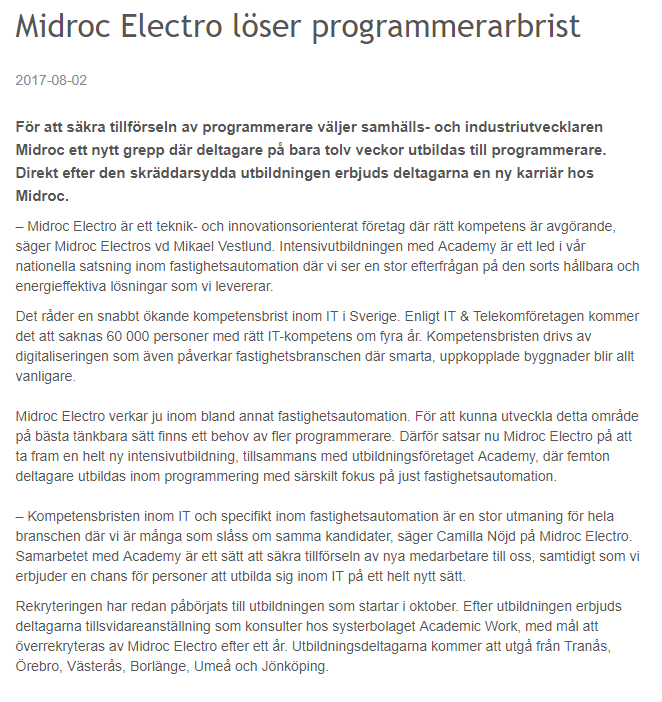 Midroc Electro löser programmerarbrist
2017-08-02
För att säkra tillförseln av programmerare väljer samhälls- och industriutvecklaren
Midroc ett nytt grepp där deltagare på bara tolv veckor utbildas till programmerare.
Direkt efter den skräddarsydda utbildningen erbjuds deltagarna en ny karriär hos
Midroc.
– Midroc Electro är ett teknik- och innovationsorienterat företag där rätt kompetens är avgörande,
säger Midroc Electros vd Mikael Vestlund. Intensivutbildningen med Academy är ett led i vår
nationella satsning inom fastighetsautomation där vi ser en stor efterfrågan på den sorts hållbara och
energieffektiva lösningar som vi levererar.
Det råder en snabbt ökande kompetensbrist inom IT i Sverige. Enligt IT & Telekomföretagen kommer
det att saknas 60 000 personer med rätt IT-kompetens om fyra år. Kompetensbristen drivs av
digitaliseringen som även påverkar fastighetsbranschen där smarta, uppkopplade byggnader blir allt
vanligare.
Midroc Electro verkar ju inom bland annat fastighetsautomation. För att kunna utveckla detta område
på bästa tänkbara sätt finns ett behov av fler programmerare. Därför satsar nu Midroc Electro på att
ta fram en helt ny intensivutbildning, tillsammans med utbildningsföretaget Academy, där femton
deltagare utbildas inom programmering med särskilt fokus på just fastighetsautomation.
– Kompetensbristen inom IT och specifikt inom fastighetsautomation är en stor utmaning för hela
branschen där vi är många som slåss om samma kandidater, säger Camilla Nöjd på Midroc Electro.
Samarbetet med Academy är ett sätt att säkra tillförseln av nya medarbetare till oss, samtidigt som vi
erbjuder en chans för personer att utbilda sig inom IT på ett helt nytt sätt.
Rekryteringen har redan påbörjats till utbildningen som startar i oktober. Efter utbildningen erbjuds
deltagarna tillsvidareanställning som konsulter hos systerbolaget Academic Work, med mål att
överrekryteras av Midroc Electro efter ett år. Utbildningsdeltagarna kommer att utgå från Tranås,
Örebro, Västerås, Borlänge, Umeå och Jönköping.